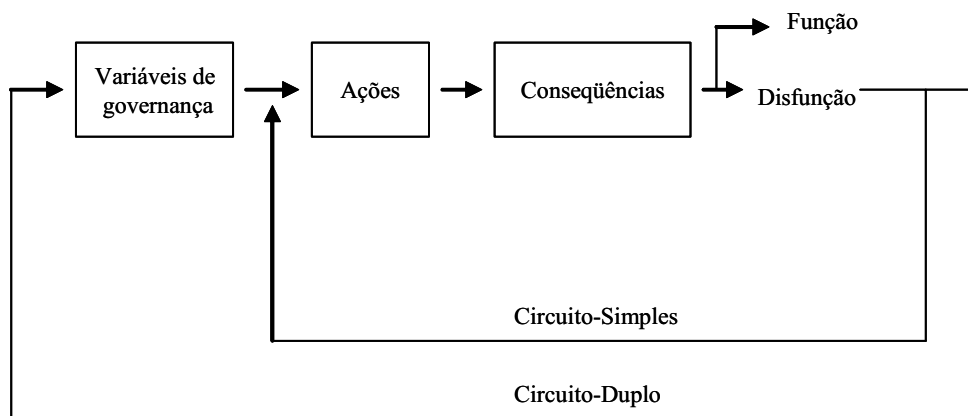 Função
Variáveis de
governança
Ações
Conseqüências
Disfunção
Circuito-Simples
Circuito-Duplo